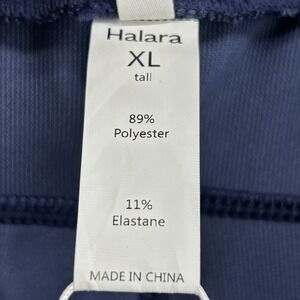 Halara
XL
tall
89%
Polyester
11%
Elastane
MADE IN CHINA